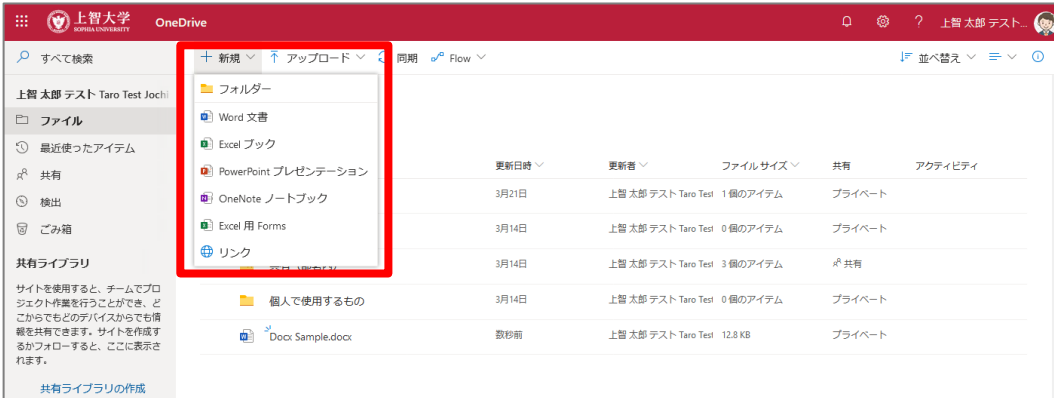 上智大学
SOPHIA UNIVERSITY
OneDrive
? 上智 太郎 テスト...
すべて検索
+ 新規 アップロード 同期 Flow
並べ替え
上智 太郎 テスト Taro Test Jochi
ファイル
最近使ったアイテム
共有
検出
ごみ箱
共有ライブラリ
サイトを使用すると、チームでプロ
ジェクト作業を行うことができ、ど
こからでもどのデバイスからでも情
報を共有できます。サイトを作成す
るかフォローすると、ここに表示さ
れます。
共有ライブラリの作成
フォルダー
Word 文書
Excel ブック
PowerPoint プレゼンテーション
OneNote ノートブック
Excel 用 Forms
リンク
更新日時 更新者 ファイル サイズ 共有 アクティビティ
3月21日 上智 太郎 テスト Taro Test 1 個のアイテム プライベート
3月14日 上智 太郎 テスト Taro Test 0 個のアイテム プライベート
3月14日 上智 太郎 テスト Taro Test 3 個のアイテム 共有
個人で使用するもの 3月14日 上智 太郎 テスト Taro Test 0 個のアイテム プライベート
Docx Sample.docx 数秒前 上智 太郎 テスト Taro Test 12.8 KB プライベート